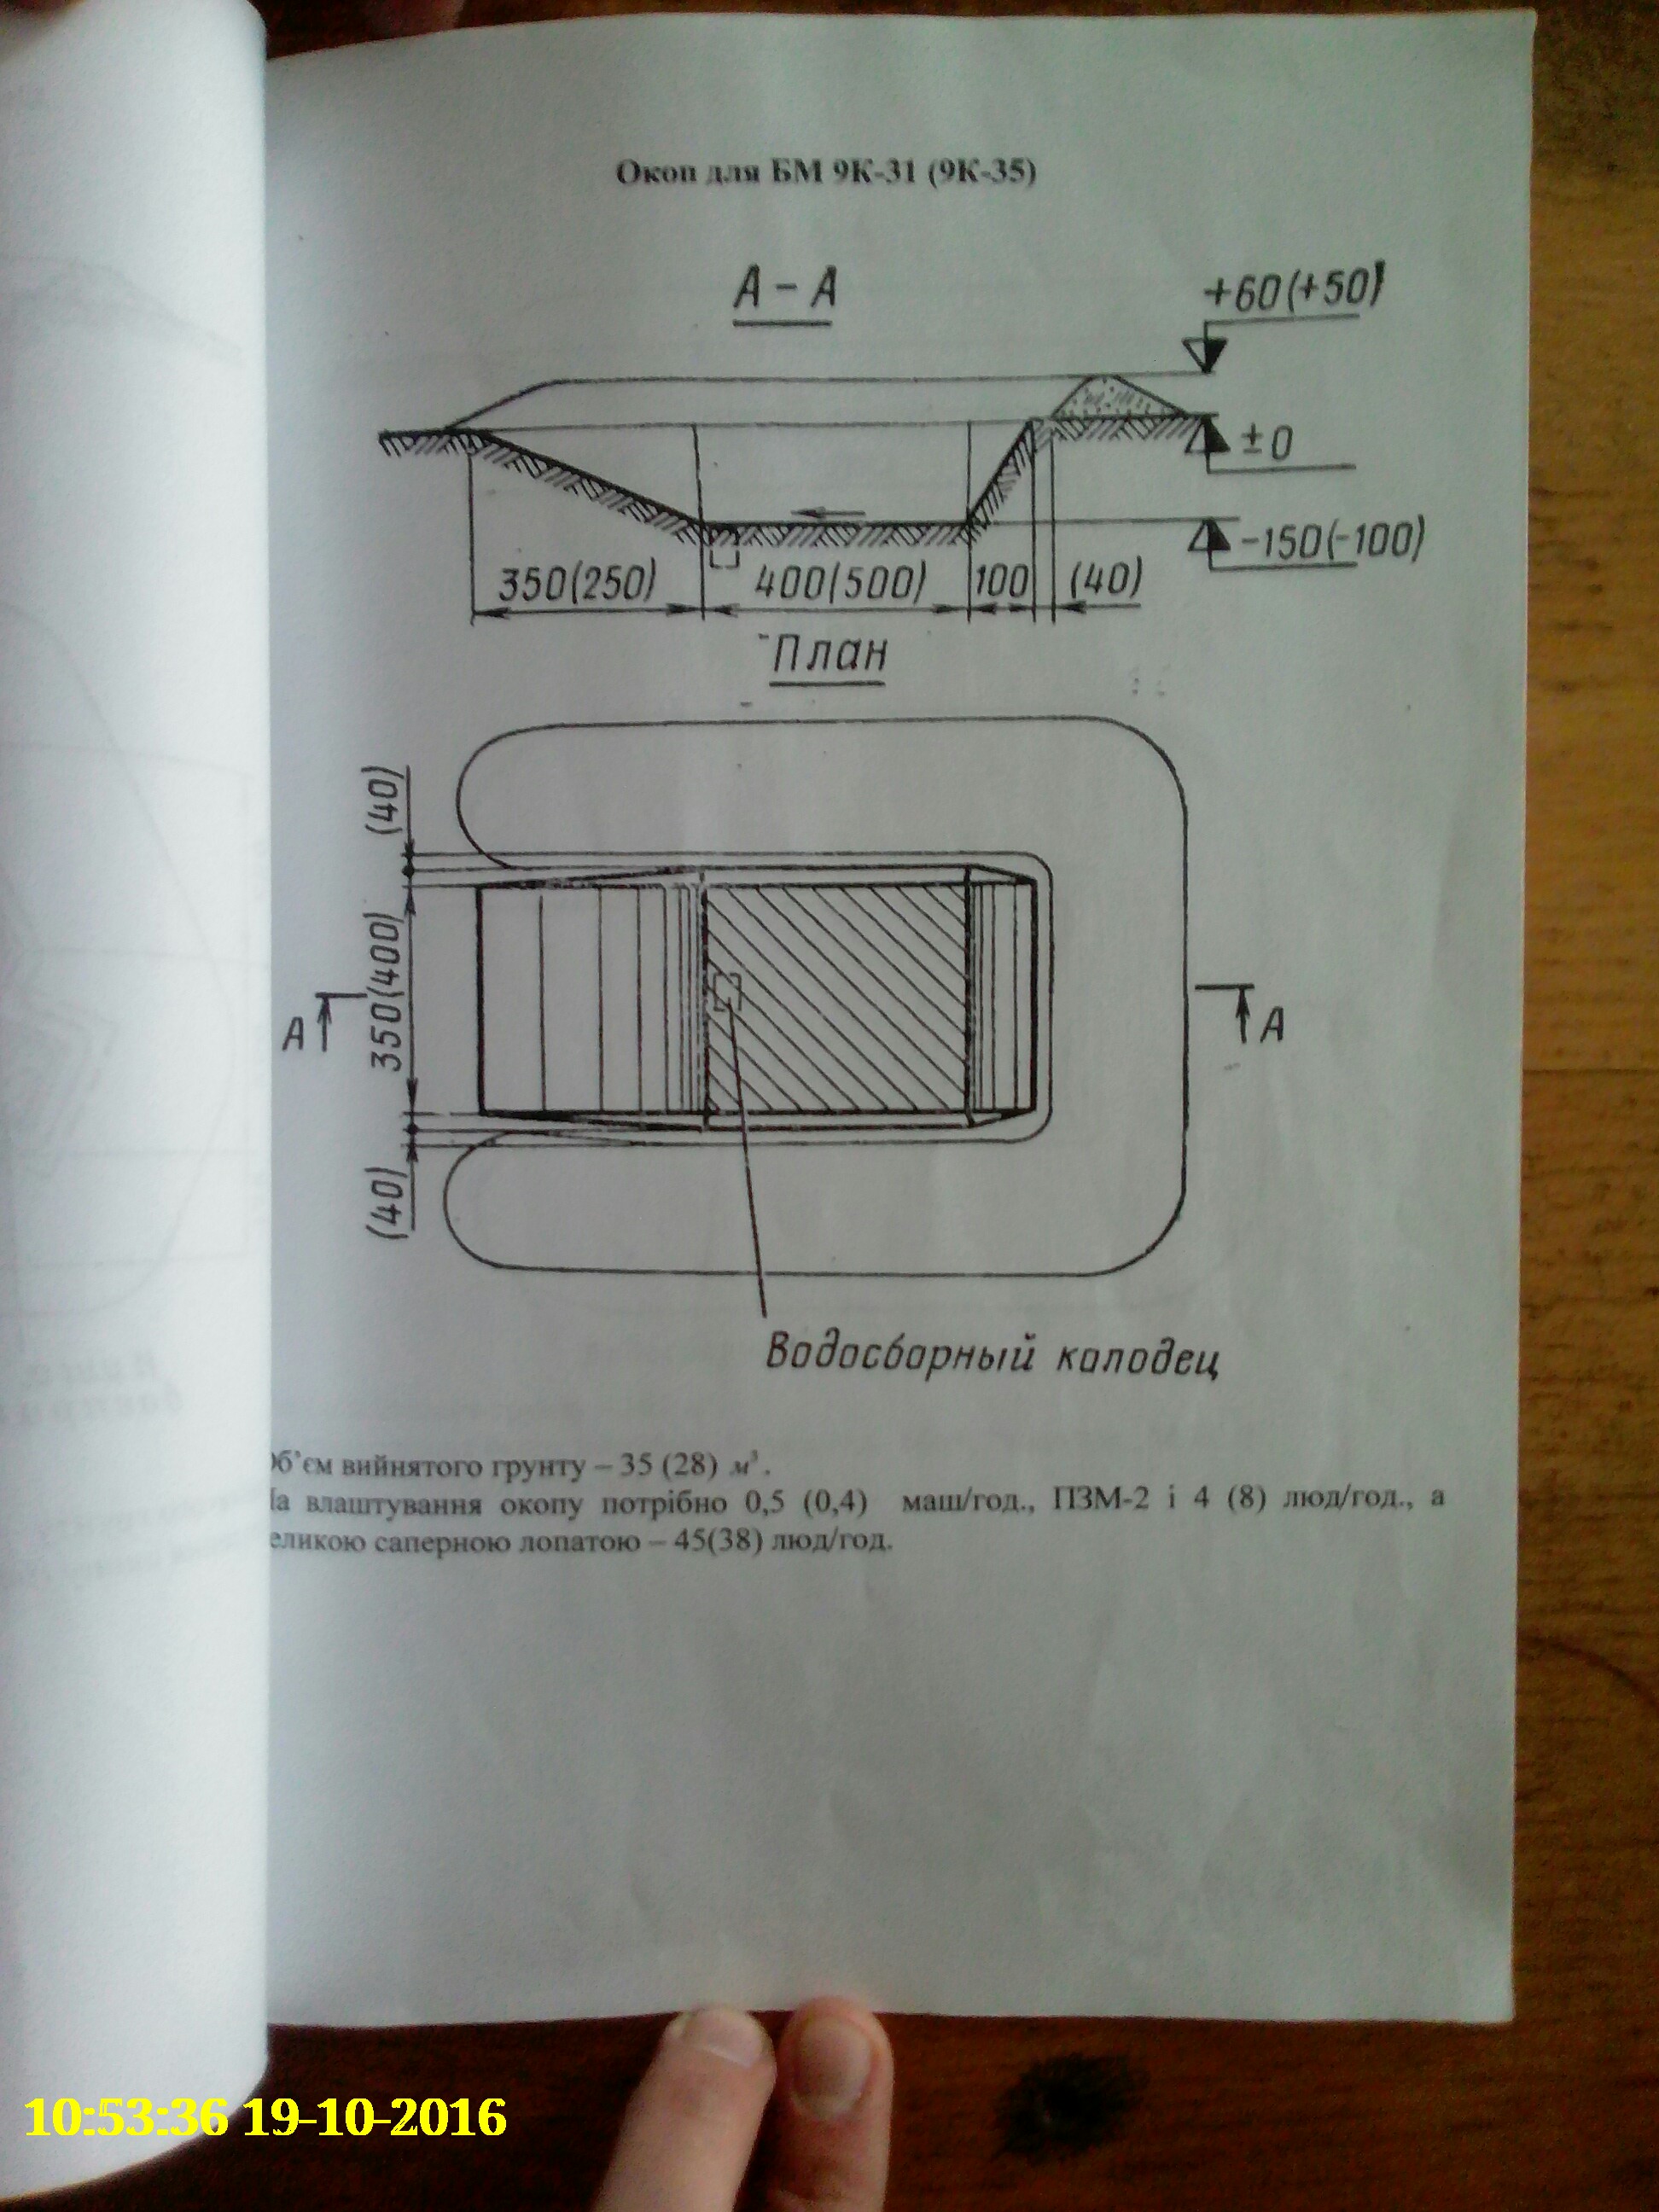 Окоп для БМ 9К-31 (9К-35)
А – А
+60(+50)
±0
-150(-100)
350(250)
400(500)
100
(40)
План
(40)
350(400)
(40)
А
А
Водосборный колодец
б’єм вийнятого грунту – 35 (28) м³.
а влаштування окопу потрібно 0,5 (0,4) маш/год., ПЗМ-2 і 4 (8) люд/год., а
еликою саперною лопатою – 45(38) люд/год.
10:53:36 19-10-2016